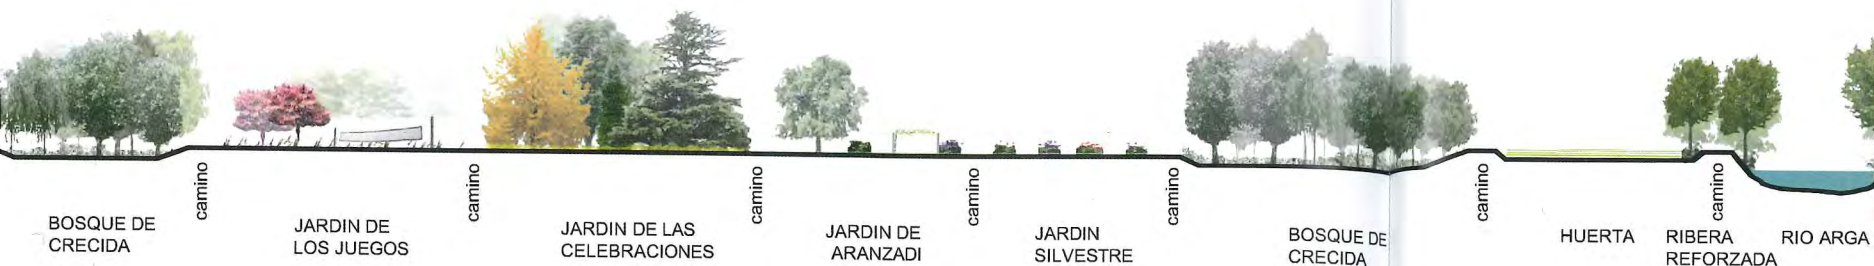 camino
camino
camino
camino
camino
camino
camino
BOSQUE DE
CRECIDA
JARDIN DE
LOS JUEGOS
JARDIN DE LAS
CELEBRACIONES
JARDIN DE
ARANZADI
JARDIN
SILVESTRE
BOSQUE DE
CRECIDA
HUERTA
RIBERA
REFORZADA
RIO ARGA